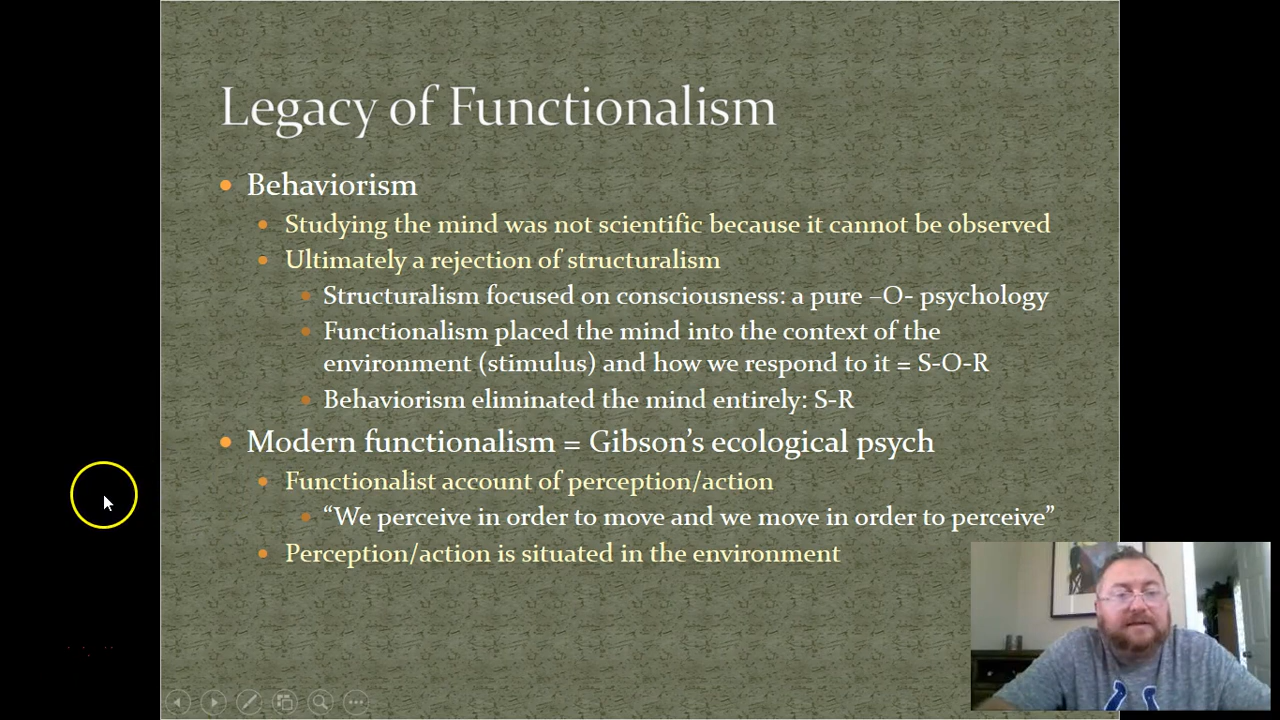 Legacy of Functionalism
Behaviorism
Studying the mind was not scientific because it cannot be observed
Ultimately a rejection of structuralism
Structuralism focused on consciousness: a pure –O- psychology
Functionalism placed the mind into the context of the
environment (stimulus) and how we respond to it = S-O-R
Behaviorism eliminated the mind entirely: S-R
Modern functionalism = Gibson’s ecological psych
Functionalist account of perception/action
“We perceive in order to move and we move in order to perceive”
Perception/action is situated in the environment